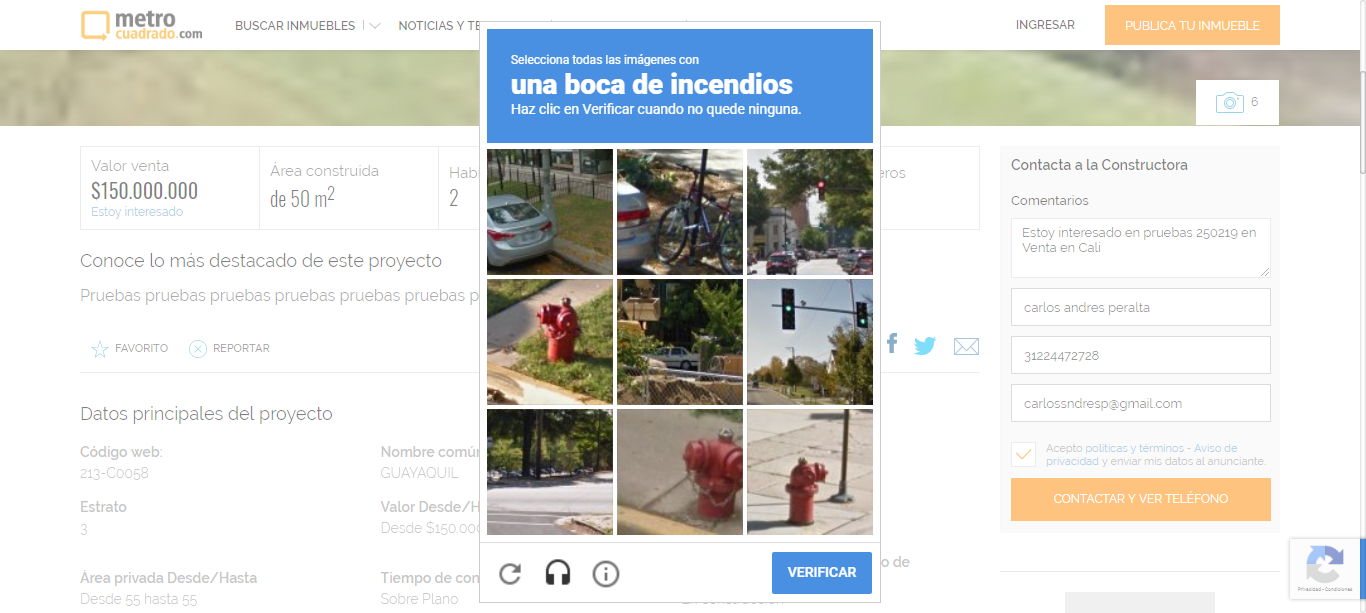 metro
cuadrado.com
BUSCAR INMUEBLES
NOTICIAS Y
INGRESAR
PUBLICA TU INMUEBLE
6
Selecciona todas las imágenes con
una boca de incendios
Haz clic en Verificar cuando no quede ninguna.
VERIFICAR
Valor venta
$150.000.000
Estoy interesado
Área construida
de 50 m²
2
Conoce lo más destacado de este proyecto
Pruebas pruebas pruebas pruebas pruebas pruebas p
FAVORITO
REPORTAR
Datos principales del proyecto
Código web:
213-C0058
Nombre común
GUAYAQUIL
Estrato
3
Valor Desde/H
Desde $150.000
Área privada Desde/Hasta
Desde 55 hasta 55
Tiempo de con
Sobre Plano
Contacta a la Constructora
Comentarios
Estoy interesado en pruebas 250219 en
Venta en Cali
carlos andres peralta
31224472728
carlossndresp@gmail.com
Acepto políticas y términos - Aviso de
privacidad y enviar mis datos al anunciante.
CONTACTAR Y VER TELÉFONO
Privacidad - Condiciones